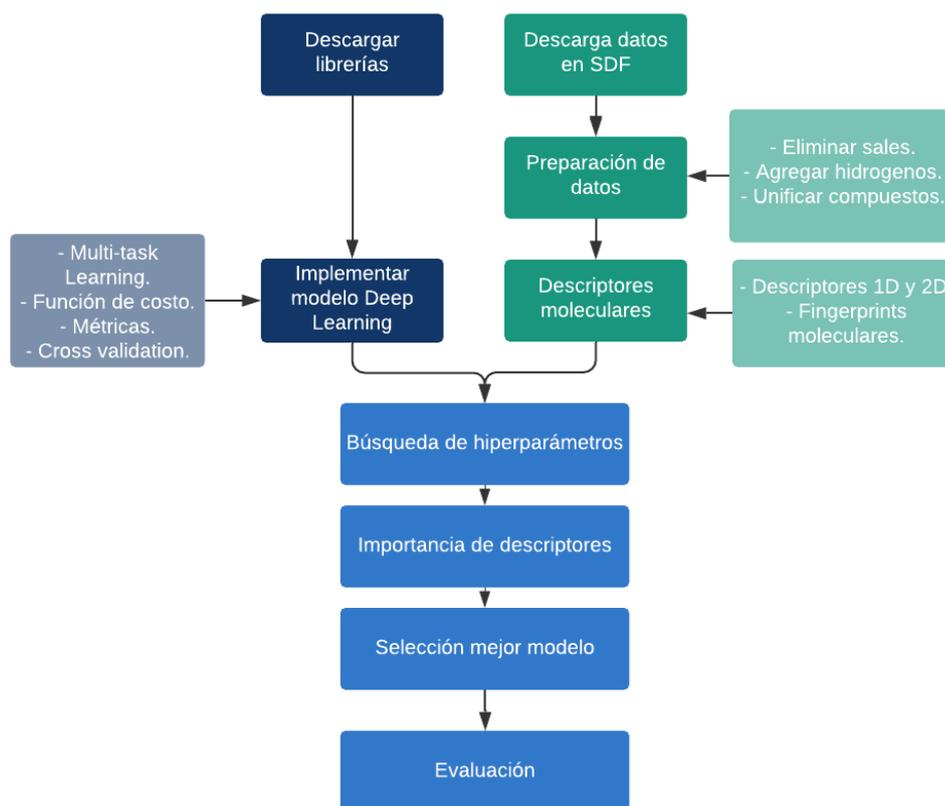 Descargar
librerías
Descarga datos
en SDF
Preparación de
datos
- Eliminar sales.
- Agregar hidrogenos.
- Unificar compuestos.
- Multi-task
Learning.
- Función de costo.
- Métricas.
- Cross validation.
Implementar
modelo Deep
Learning
Descriptores
moleculares
- Descriptores 1D y 2D
- Fingerprints
moleculares.
Búsqueda de hiperparámetros
Importancia de descriptores
Selección mejor modelo
Evaluación